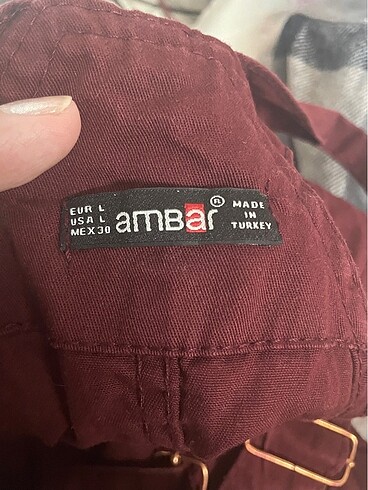 EUR L
USA L
MEX 30
amBar®
MADE
IN
TURKEY